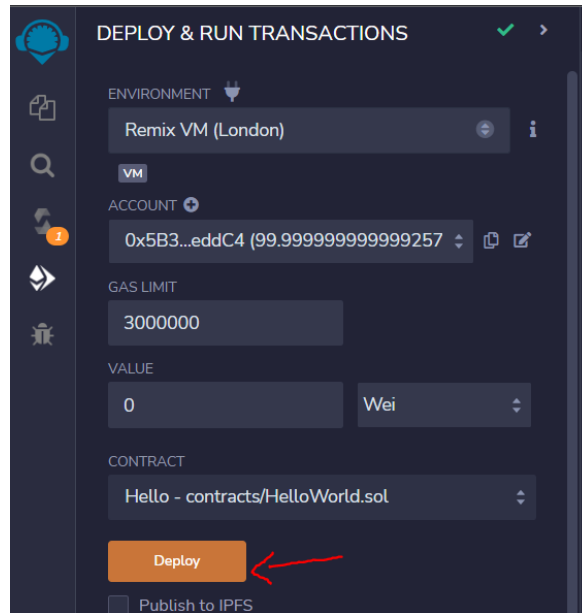 DEPLOY & RUN TRANSACTIONS
ENVIRONMENT
Remix VM (London)
VM
ACCOUNT
0x5B3...eddC4 (99.999999999999257
1
GAS LIMIT
3000000
VALUE
0 Wei
CONTRACT
Hello - contracts/HelloWorld.sol
Deploy
Publish to IPFS